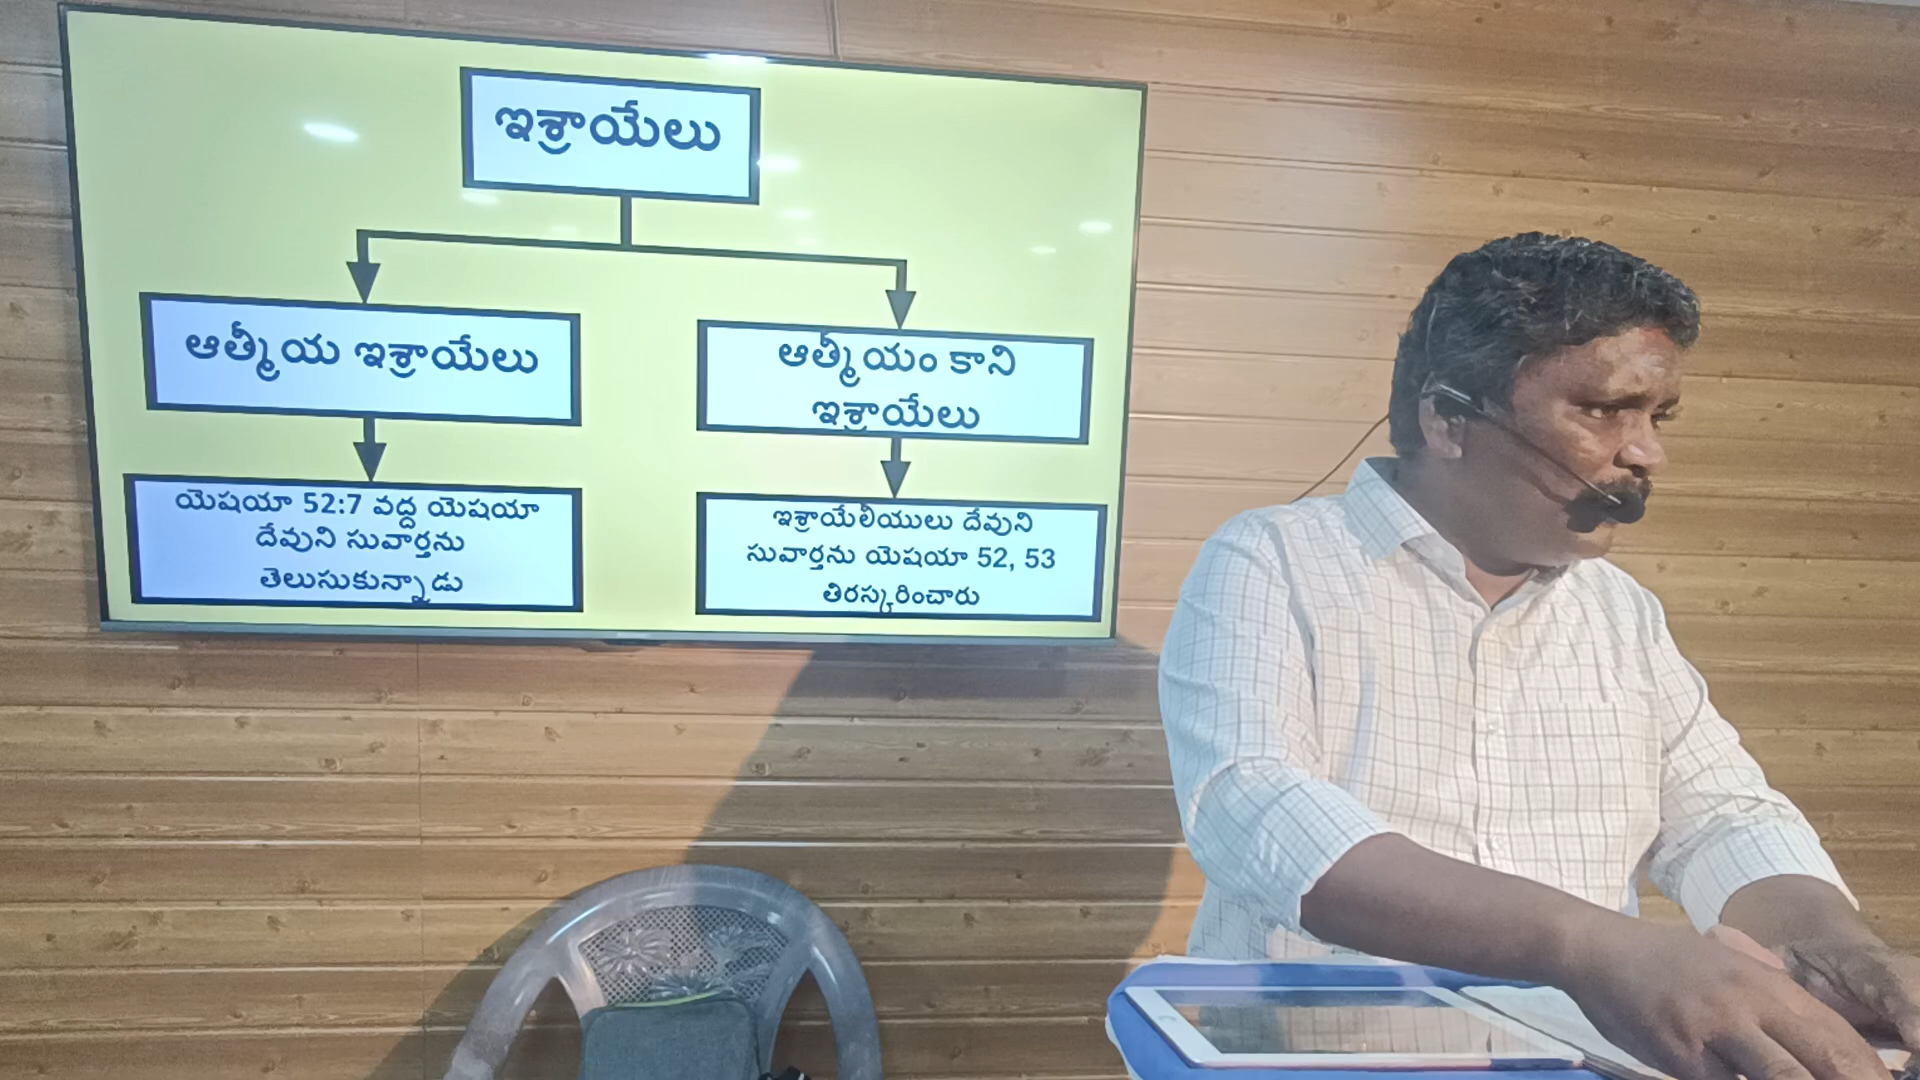 ఇశ్రాయేలు
ఆత్మీయ ఇశ్రాయేలు
ఆత్మీయం కాని
ఇశ్రాయేలు
యెషయా 52:7 వద్ద యెషయా
దేవుని సువార్తను
తెలుసుకున్నాడు
ఇశ్రాయేలీయులు దేవుని
సువార్తను యెషయా 52, 53
తిరస్కరించారు